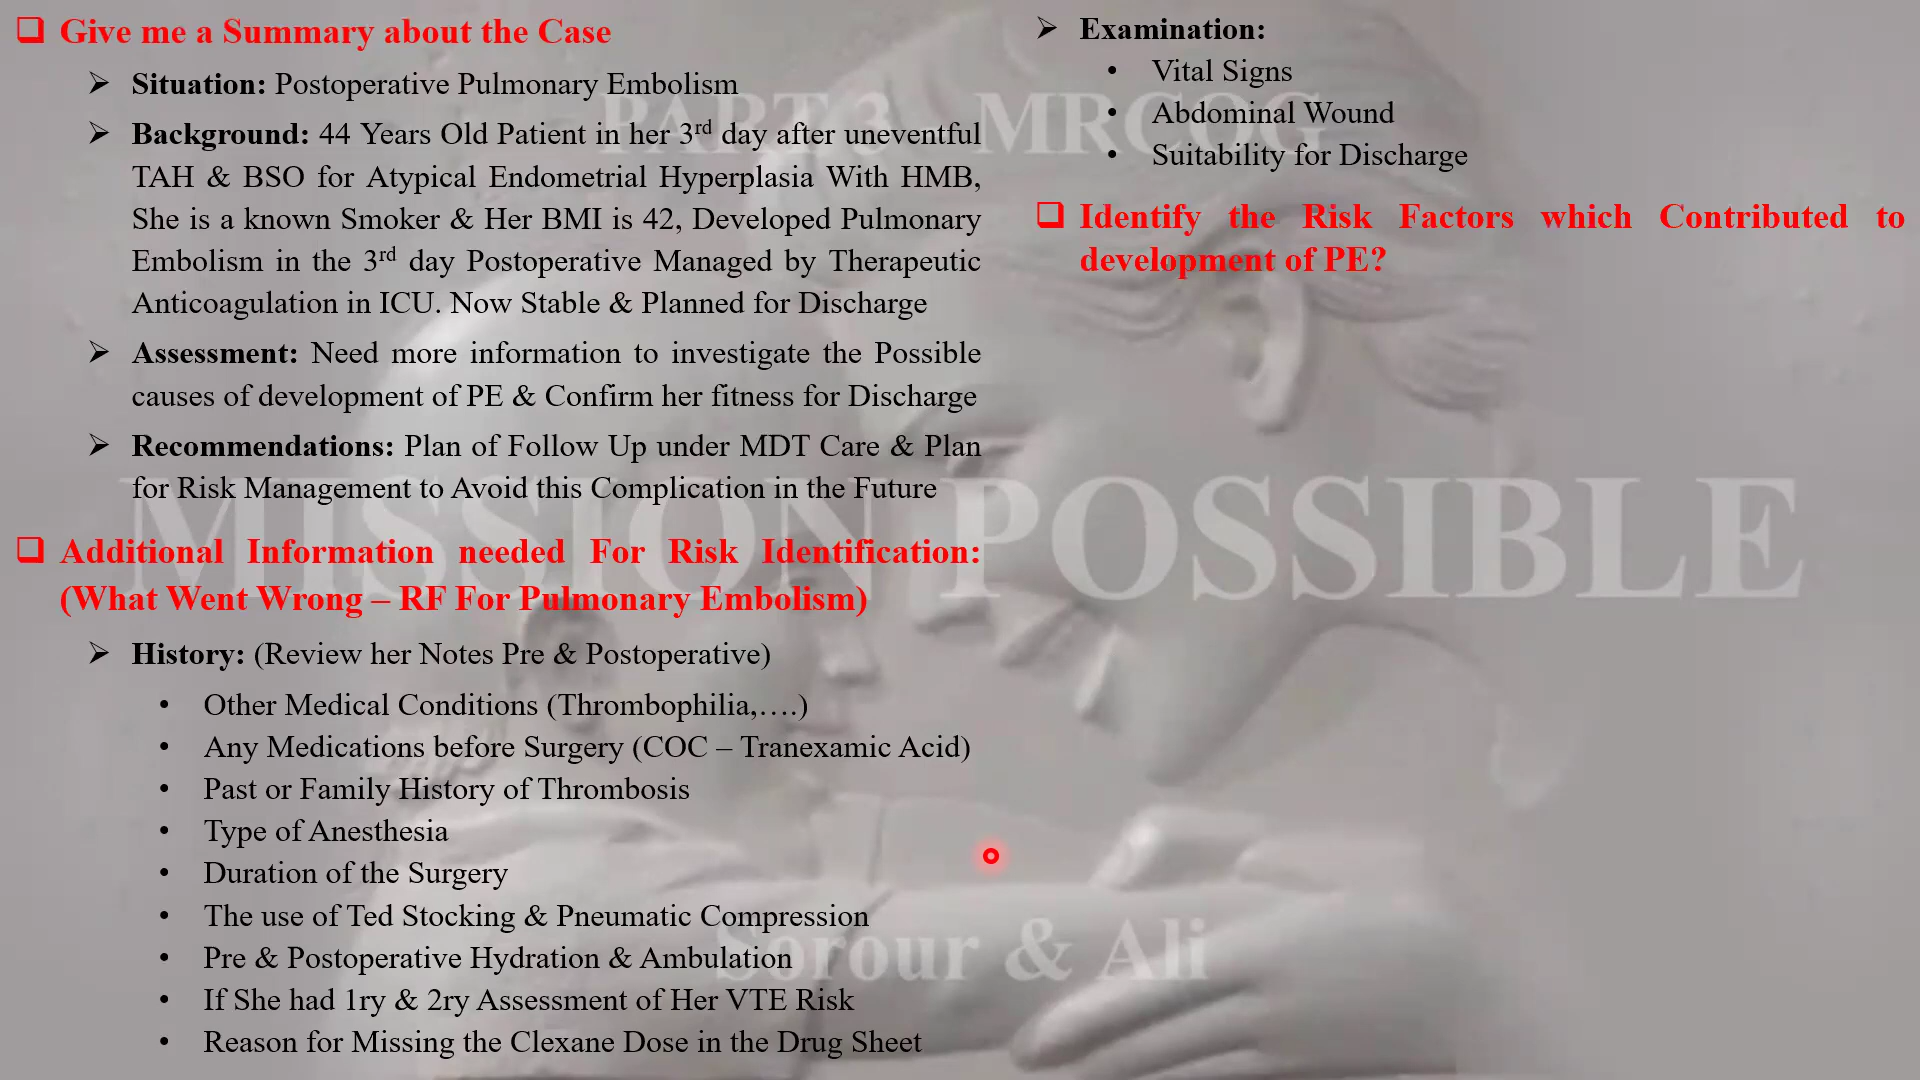 ❑ Give me a Summary about the Case
➢ Situation: Postoperative Pulmonary Embolism
➢ Background: 44 Years Old Patient in her 3rd day after uneventful
TAH & BSO for Atypical Endometrial Hyperplasia With HMB,
She is a known Smoker & Her BMI is 42, Developed Pulmonary
Embolism in the 3rd day Postoperative Managed by Therapeutic
Anticoagulation in ICU. Now Stable & Planned for Discharge
➢ Assessment: Need more information to investigate the Possible
causes of development of PE & Confirm her fitness for Discharge
➢ Recommendations: Plan of Follow Up under MDT Care & Plan
for Risk Management to Avoid this Complication in the Future
❑ Additional Information needed For Risk Identification:
(What Went Wrong – RF For Pulmonary Embolism)
➢ History: (Review her Notes Pre & Postoperative)
• Other Medical Conditions (Thrombophilia,….)
• Any Medications before Surgery (COC – Tranexamic Acid)
• Past or Family History of Thrombosis
• Type of Anesthesia
• Duration of the Surgery
• The use of Ted Stocking & Pneumatic Compression
• Pre & Postoperative Hydration & Ambulation
• If She had 1ry & 2ry Assessment of Her VTE Risk
• Reason for Missing the Clexane Dose in the Drug Sheet
➢ Examination:
• Vital Signs
• Abdominal Wound
• Suitability for Discharge
❑ Identify the Risk Factors which Contributed to
development of PE?
PART 3 MRCOG
MISSION POSSIBLE
Sorour & Ali